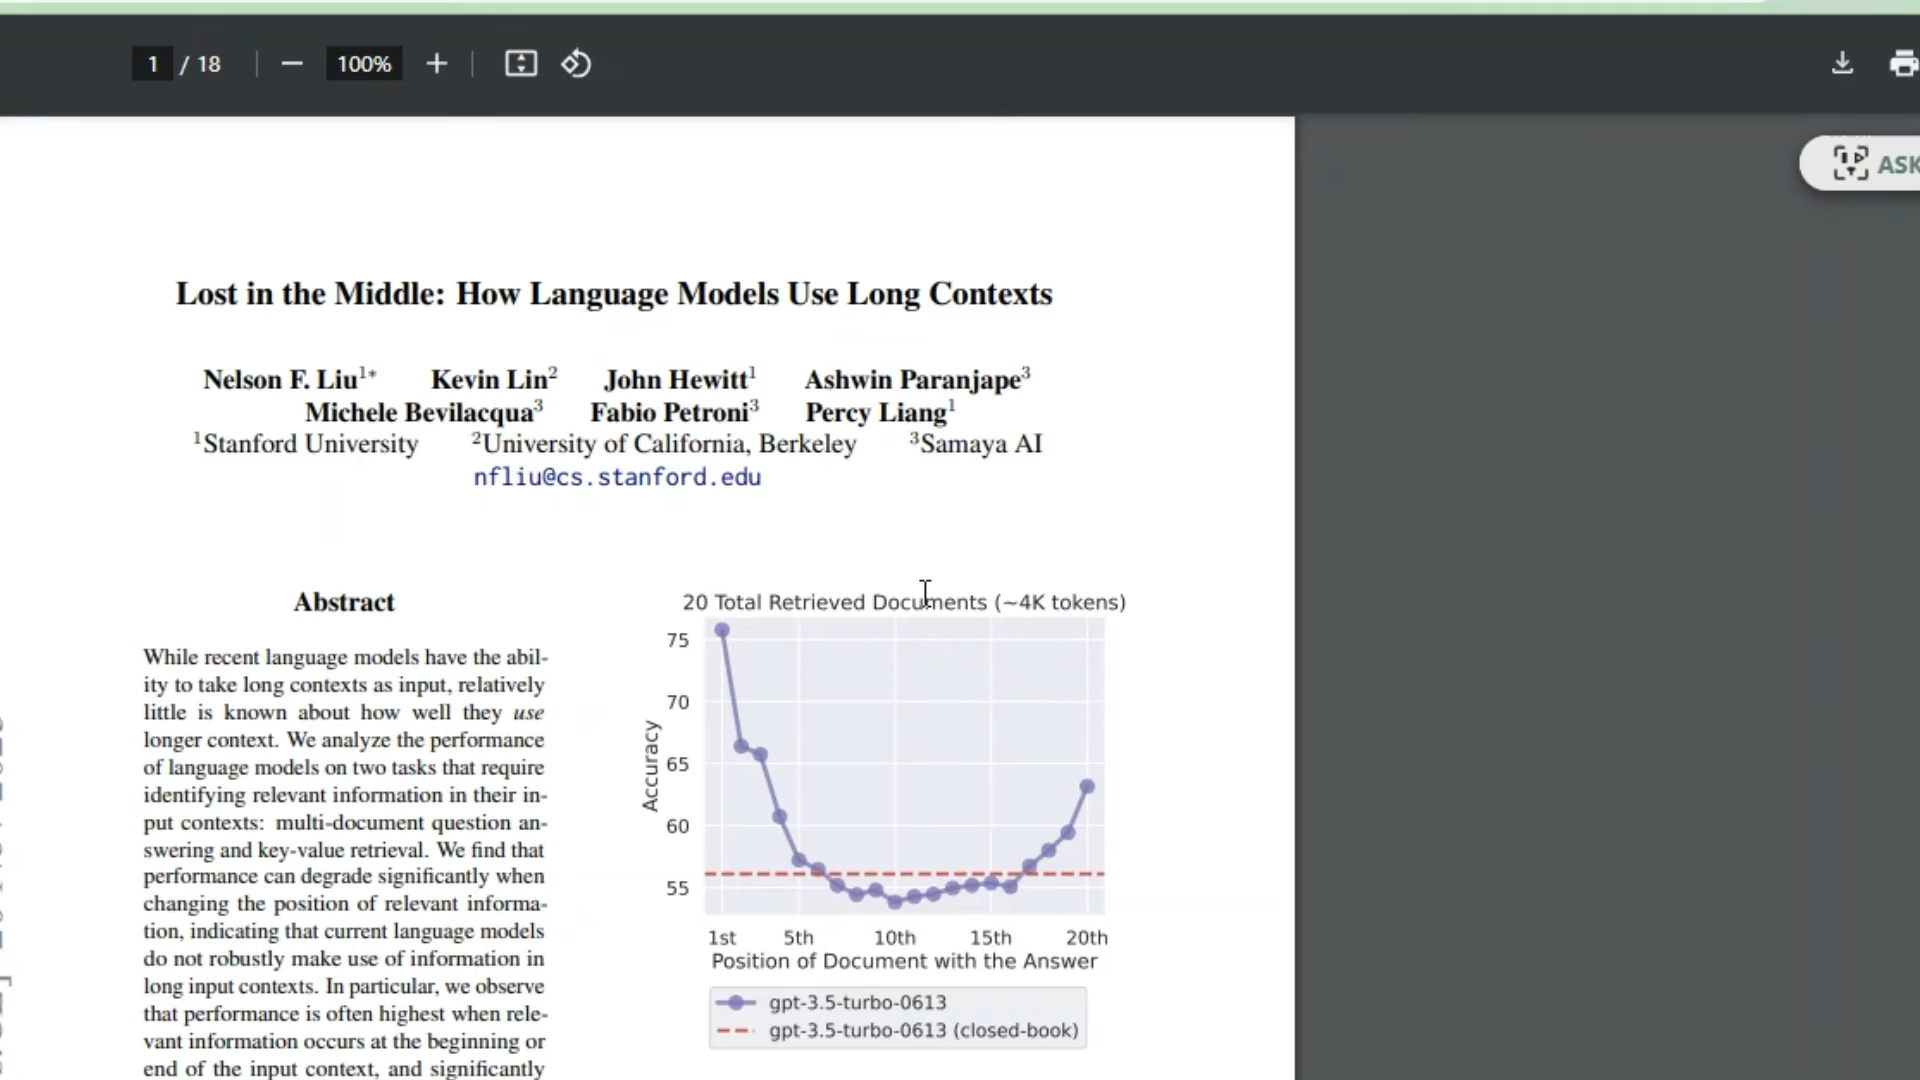 1 / 18
100%
ASK
Lost in the Middle: How Language Models Use Long Contexts
Nelson F. Liu1* Kevin Lin2 John Hewitt1 Ashwin Paranjape3
Michele Bevilacqua3 Fabio Petroni3 Percy Liang1
1Stanford University 2University of California, Berkeley 3Samaya AI
nfliu@cs.stanford.edu
Abstract
While recent language models have the abil-
ity to take long contexts as input, relatively
little is known about how well they use
longer context. We analyze the performance
of language models on two tasks that require
identifying relevant information in their in-
put contexts: multi-document question an-
swering and key-value retrieval. We find that
performance can degrade significantly when
changing the position of relevant informa-
tion, indicating that current language models
do not robustly make use of information in
long input contexts. In particular, we observe
that performance is often highest when rele-
vant information occurs at the beginning or
end of the input context, and significantly
20 Total Retrieved Documents (~4K tokens)
75
70
65
60
55
Accuracy
1st 5th 10th 15th 20th
Position of Document with the Answer
gpt-3.5-turbo-0613
gpt-3.5-turbo-0613 (closed-book)